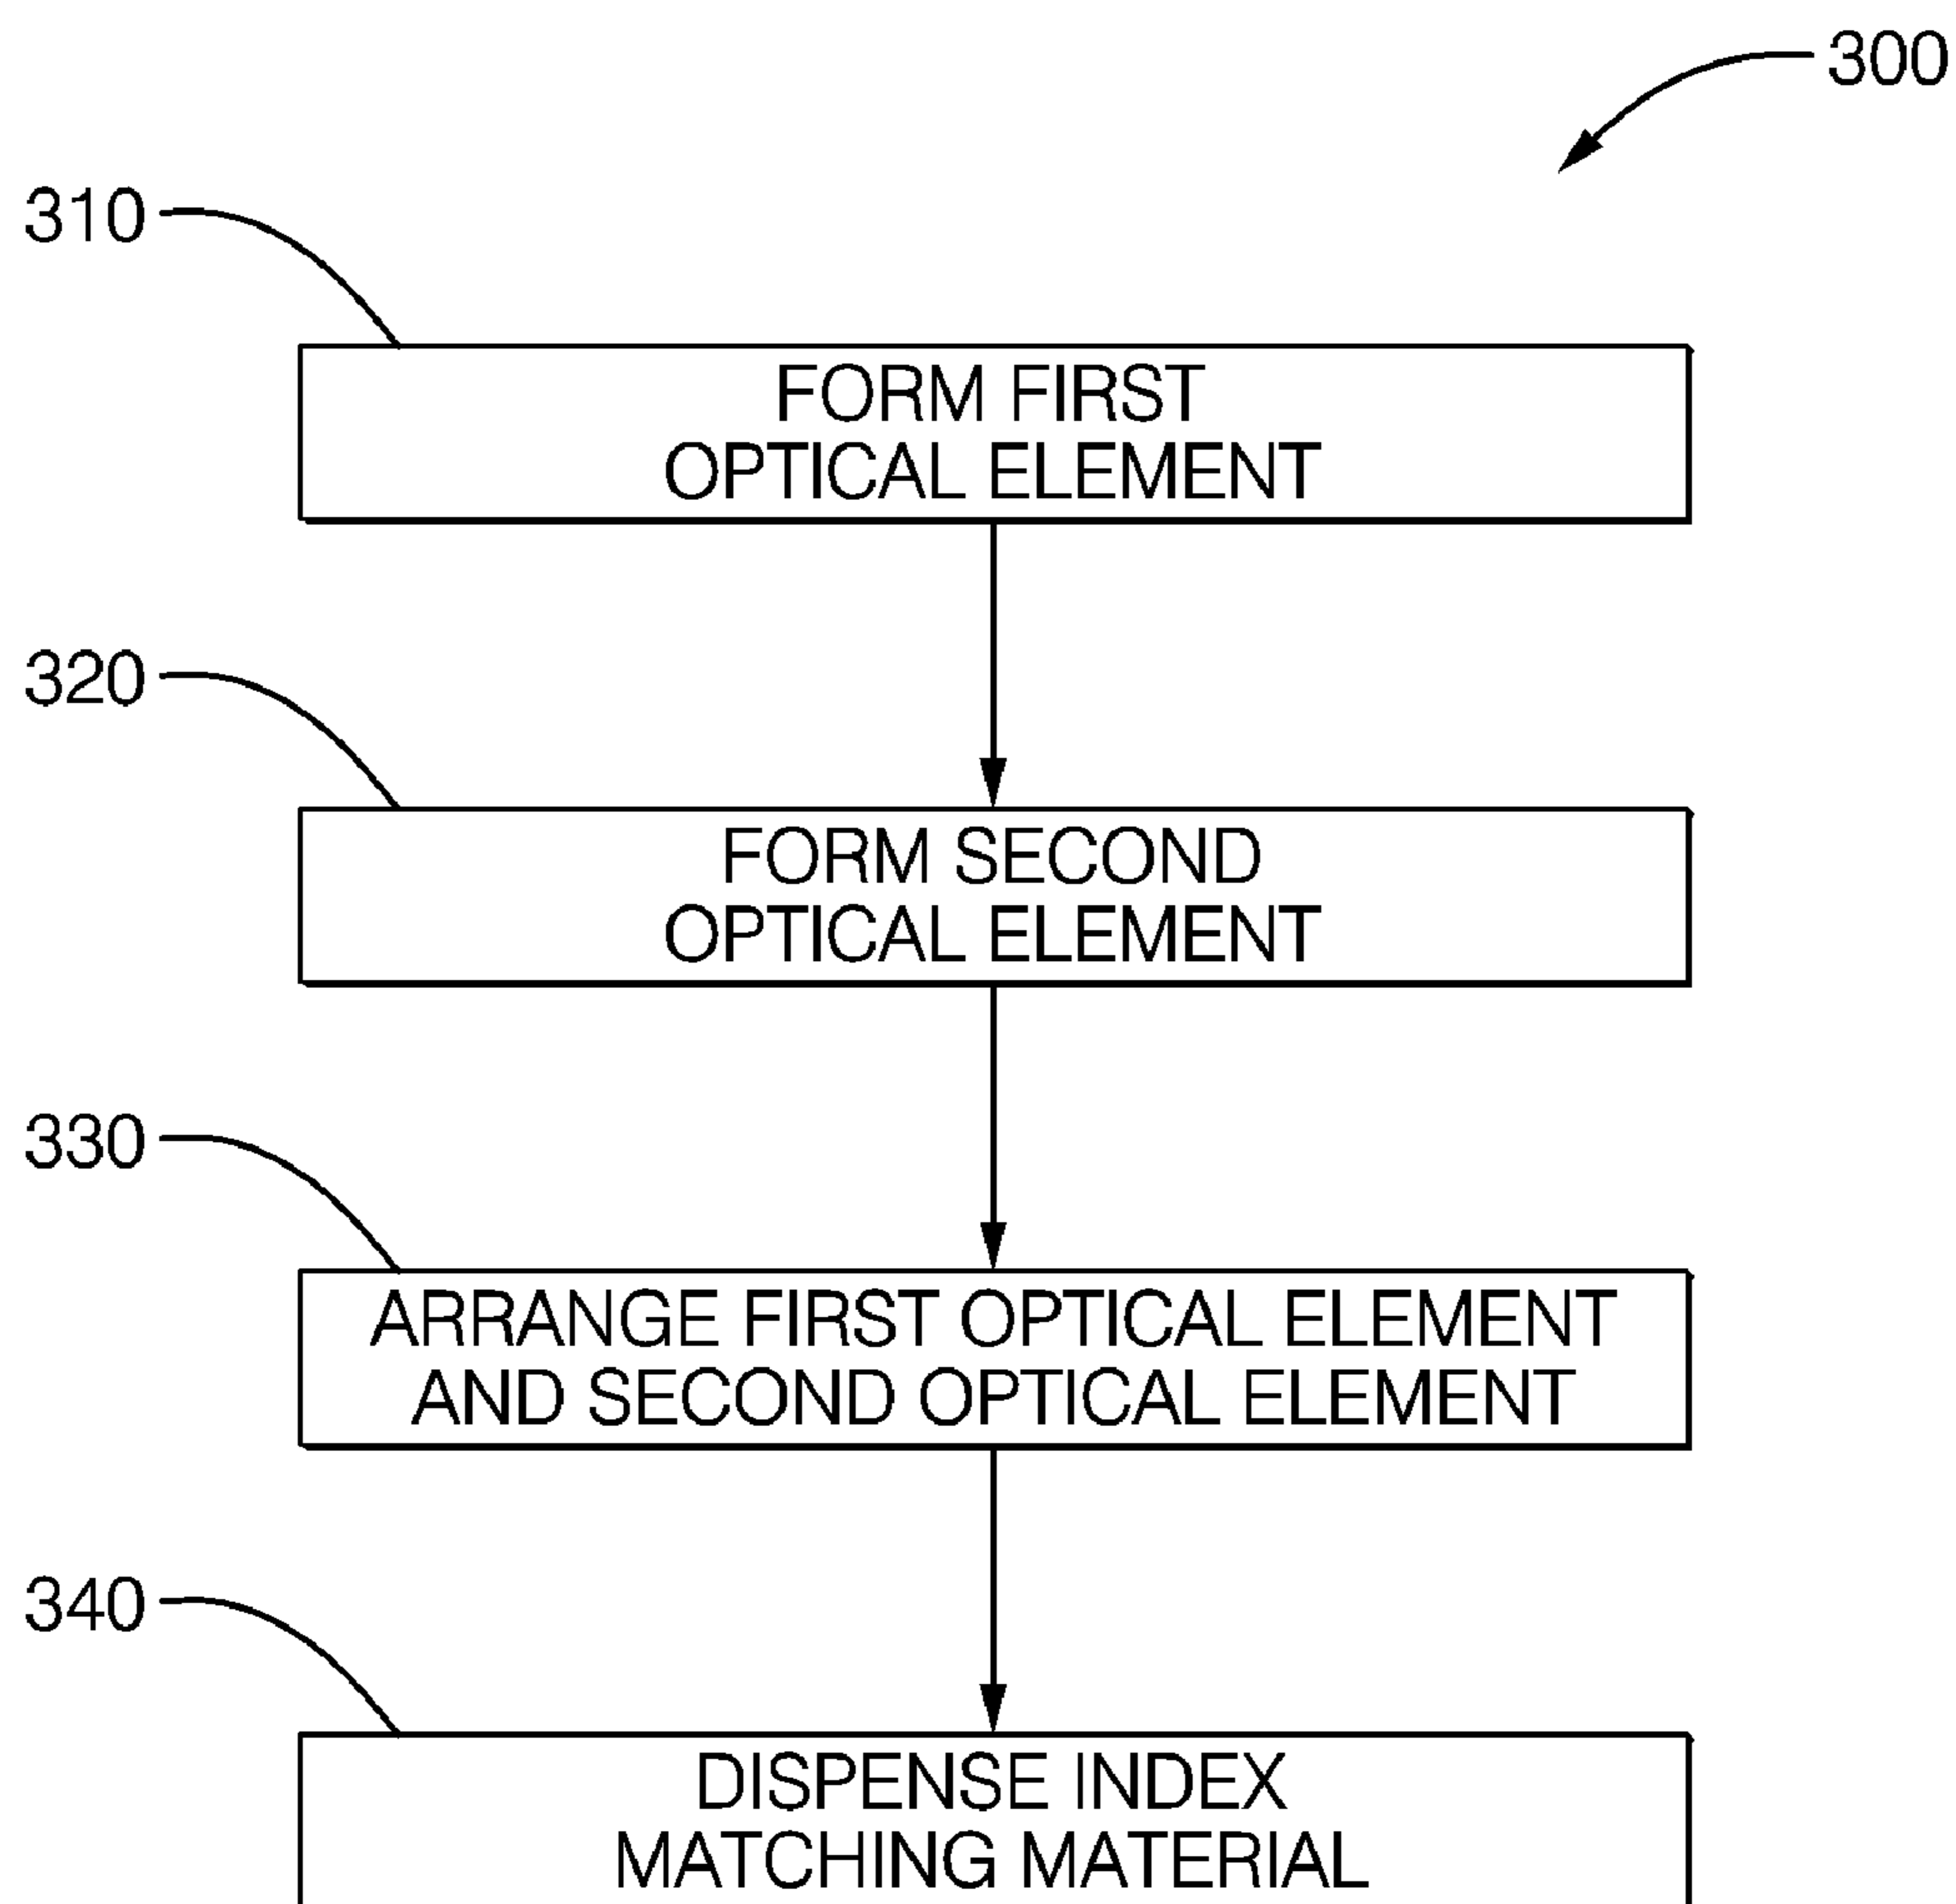 300
310
FORM FIRST
OPTICAL ELEMENT
320
FORM SECOND
OPTICAL ELEMENT
330
ARRANGE FIRST OPTICAL ELEMENT
AND SECOND OPTICAL ELEMENT
340
DISPENSE INDEX
MATCHING MATERIAL